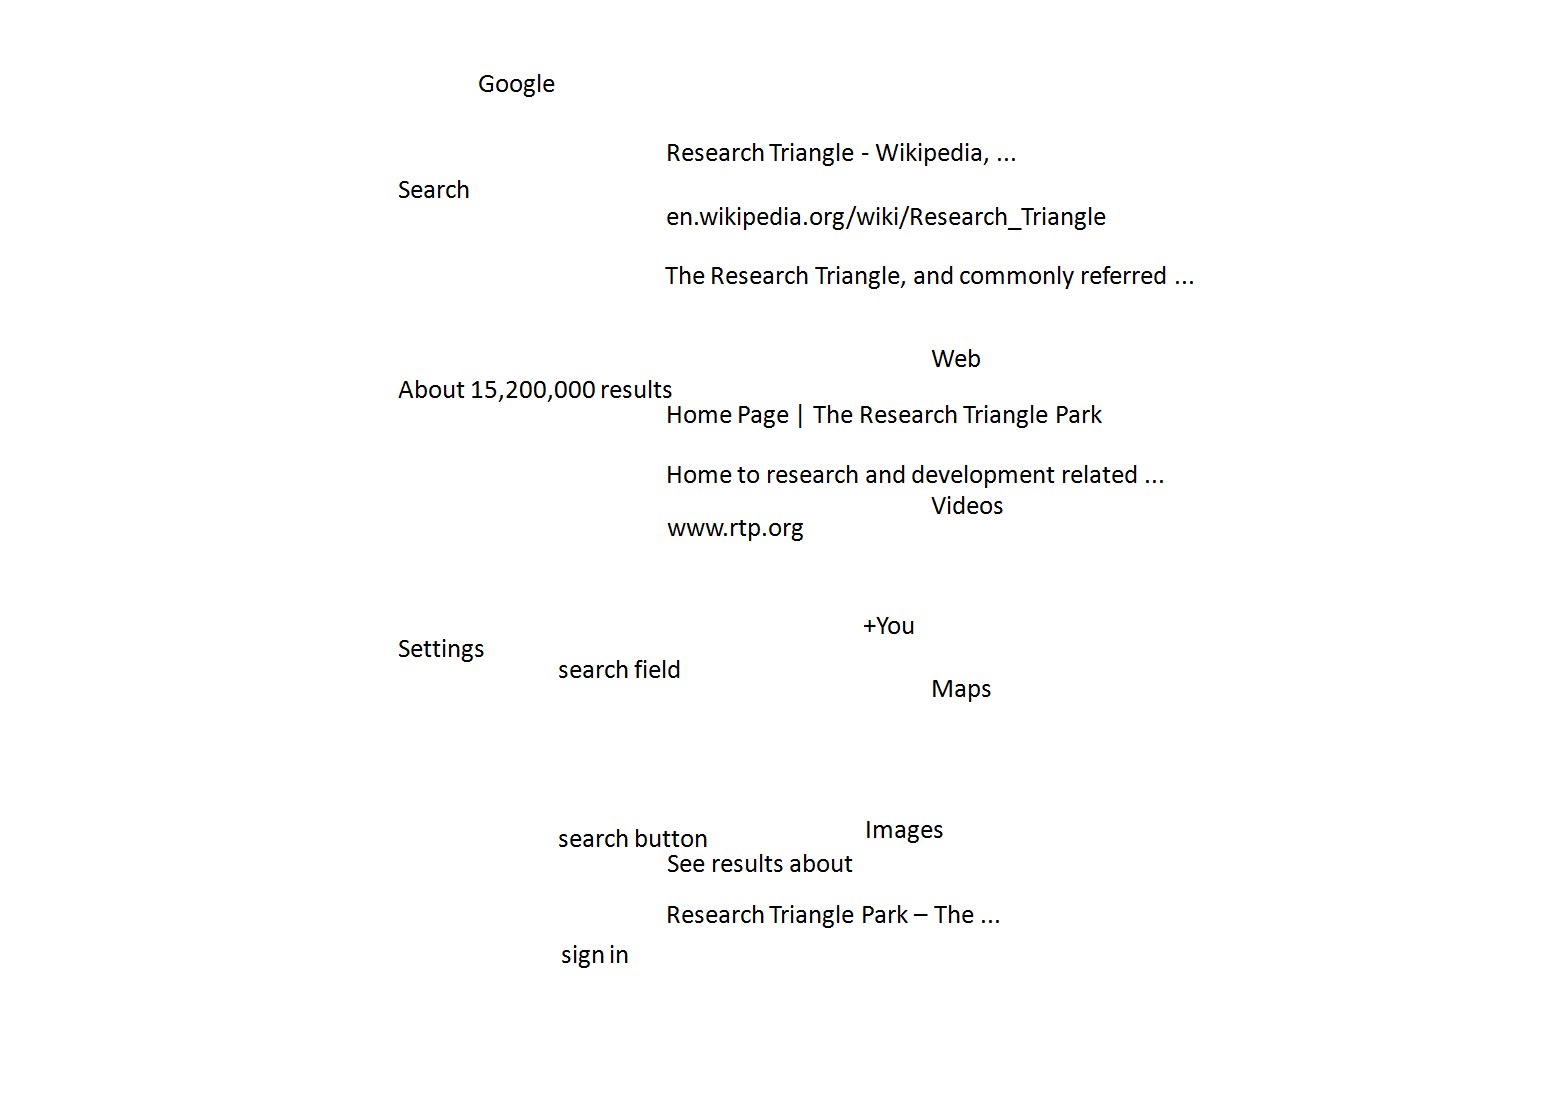 Google
Research Triangle - Wikipedia, ...
Search
en.wikipedia.org/wiki/Research_Triangle
The Research Triangle, and commonly referred ...
Web
About 15,200,000 results
Home Page | The Research Triangle Park
Home to research and development related ...
Videos
www.rtp.org
+You
Settings
search field
Maps
Images
search button
See results about
Research Triangle Park – The ...
sign in